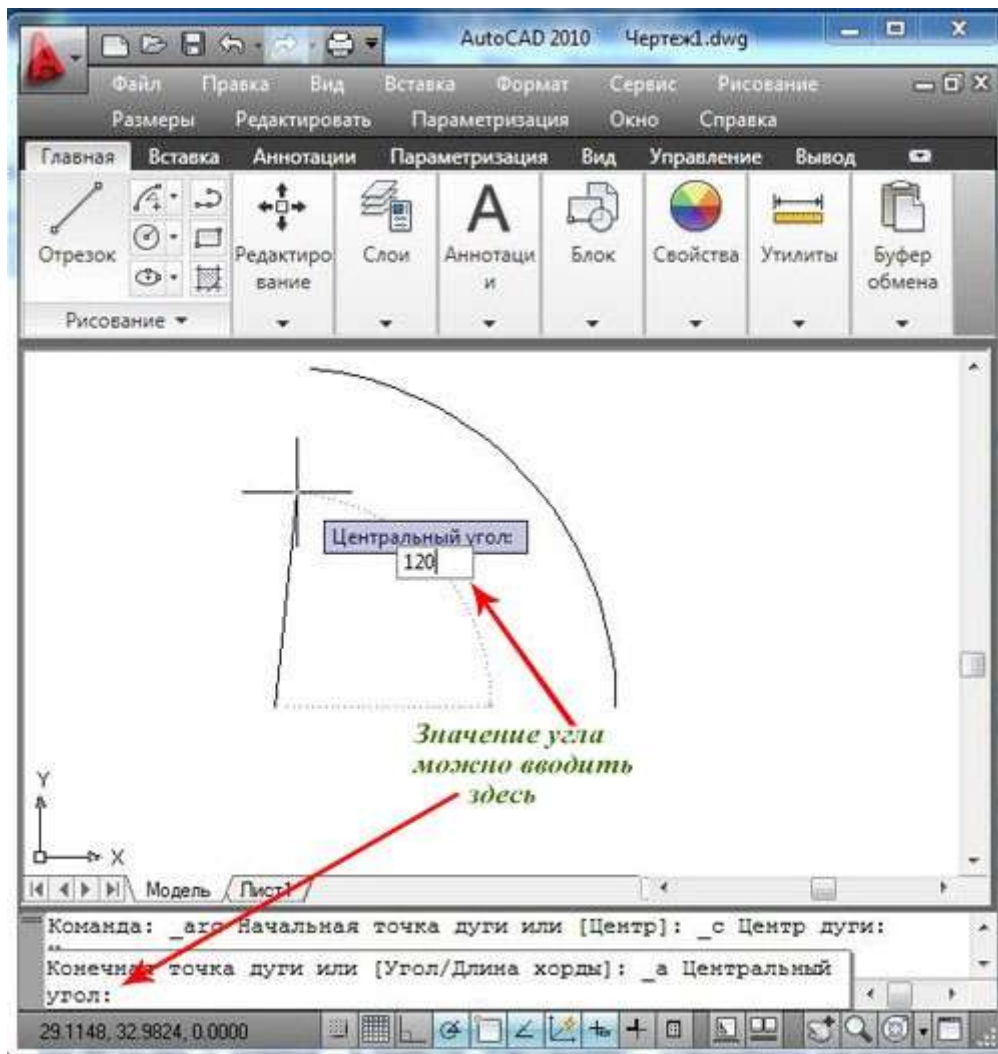 AutoCAD 2010 Чертеж1.dwg
Файл Правка Вид Вставка Формат Сервис Рисование
Размеры Редактировать Параметризация Окно Справка
Главная Вставка Аннотации Параметризация Вид Управление Вывод
Отрезок
Редактиро
вание
Слои
Аннотаци
и
Блок
Свойства
Утилиты
Буфер
обмена
Рисование
Центральный угол:
120
Значение угла
можно вводить
здесь
Y
X
Модель Лист1
Команда: _arc Начальная точка дуги или [Центр]: _c Центр дуги:
Конечная точка дуги или [Угол/Длина хорды]: _a Центральный
угол:
29.1148, 32.9824, 0.0000